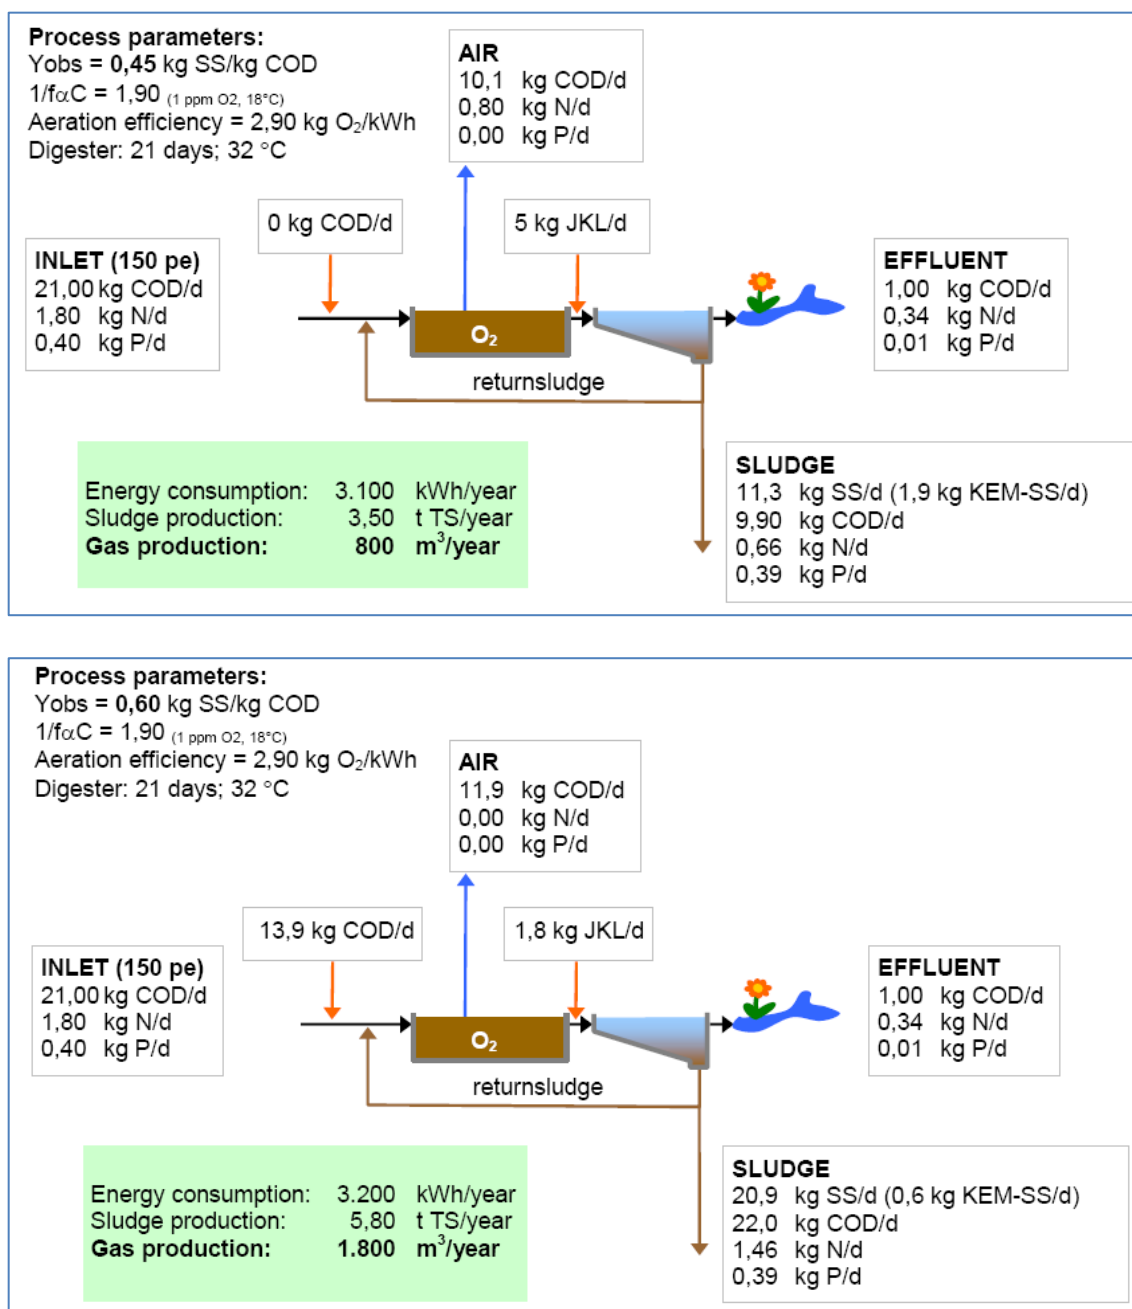 Process parameters:
Yobs = 0,45 kg SS/kg COD
1/fαC = 1,90 (1 ppm O2, 18°C)
Aeration efficiency = 2,90 kg O₂/kWh
Digester: 21 days; 32 °C
AIR
10,1 kg COD/d
0,80 kg N/d
0,00 kg P/d
0 kg COD/d
5 kg JKL/d
INLET (150 pe)
21,00 kg COD/d
1,80 kg N/d
0,40 kg P/d
O₂
returnsludge
EFFLUENT
1,00 kg COD/d
0,34 kg N/d
0,01 kg P/d
Energy consumption: 3.100 kWh/year
Sludge production: 3,50 t TS/year
Gas production: 800 m³/year
SLUDGE
11,3 kg SS/d (1,9 kg KEM-SS/d)
9,90 kg COD/d
0,66 kg N/d
0,39 kg P/d
Process parameters:
Yobs = 0,60 kg SS/kg COD
1/fαC = 1,90 (1 ppm O2, 18°C)
Aeration efficiency = 2,90 kg O₂/kWh
Digester: 21 days; 32 °C
AIR
11,9 kg COD/d
0,00 kg N/d
0,00 kg P/d
13,9 kg COD/d
1,8 kg JKL/d
INLET (150 pe)
21,00 kg COD/d
1,80 kg N/d
0,40 kg P/d
O₂
returnsludge
EFFLUENT
1,00 kg COD/d
0,34 kg N/d
0,01 kg P/d
Energy consumption: 3.200 kWh/year
Sludge production: 5,80 t TS/year
Gas production: 1.800 m³/year
SLUDGE
20,9 kg SS/d (0,6 kg KEM-SS/d)
22,0 kg COD/d
1,46 kg N/d
0,39 kg P/d